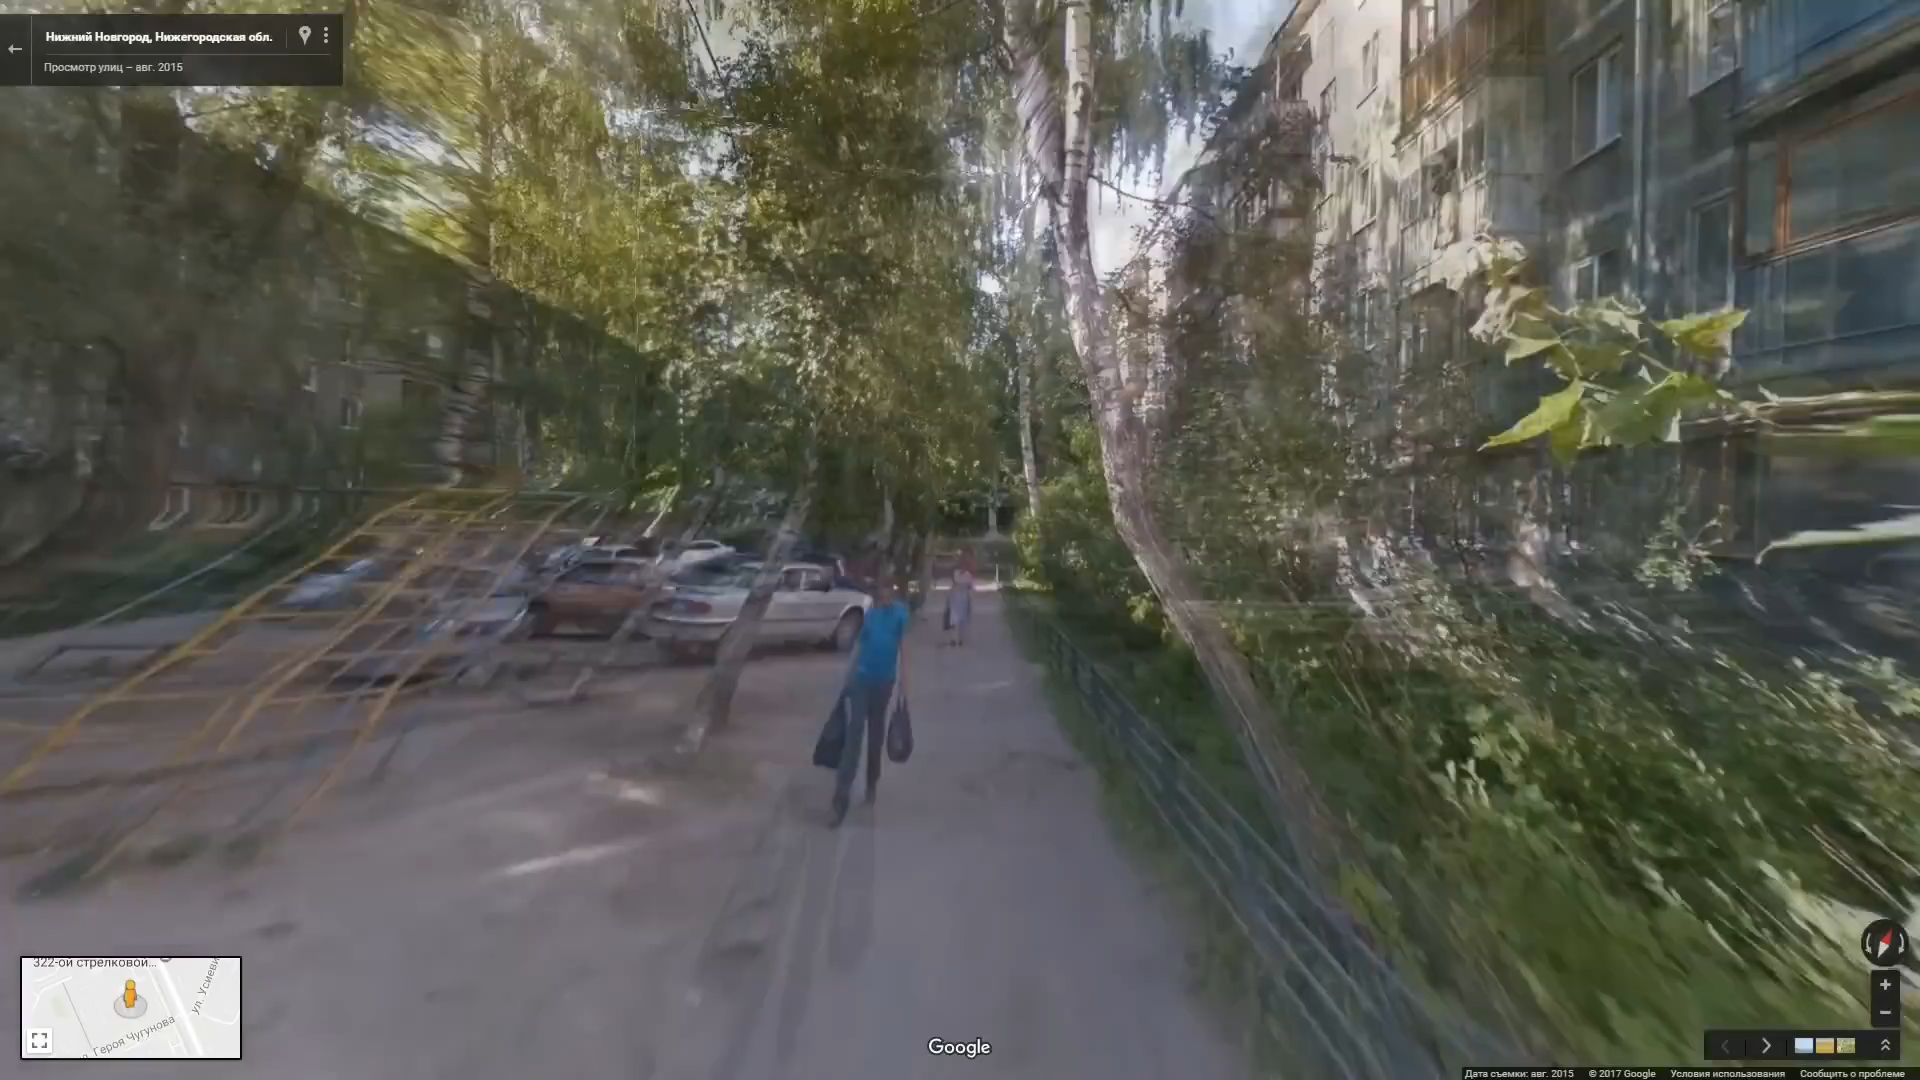 Нижний Новгород, Нижегородская обл.
Просмотр улиц – авг. 2015
322-ой стрелковой...
ул. Усиеви
Героя Чугунова
Google
Дата съемки: авг. 2015 © 2017 Google Условия использования Сообщить о проблеме